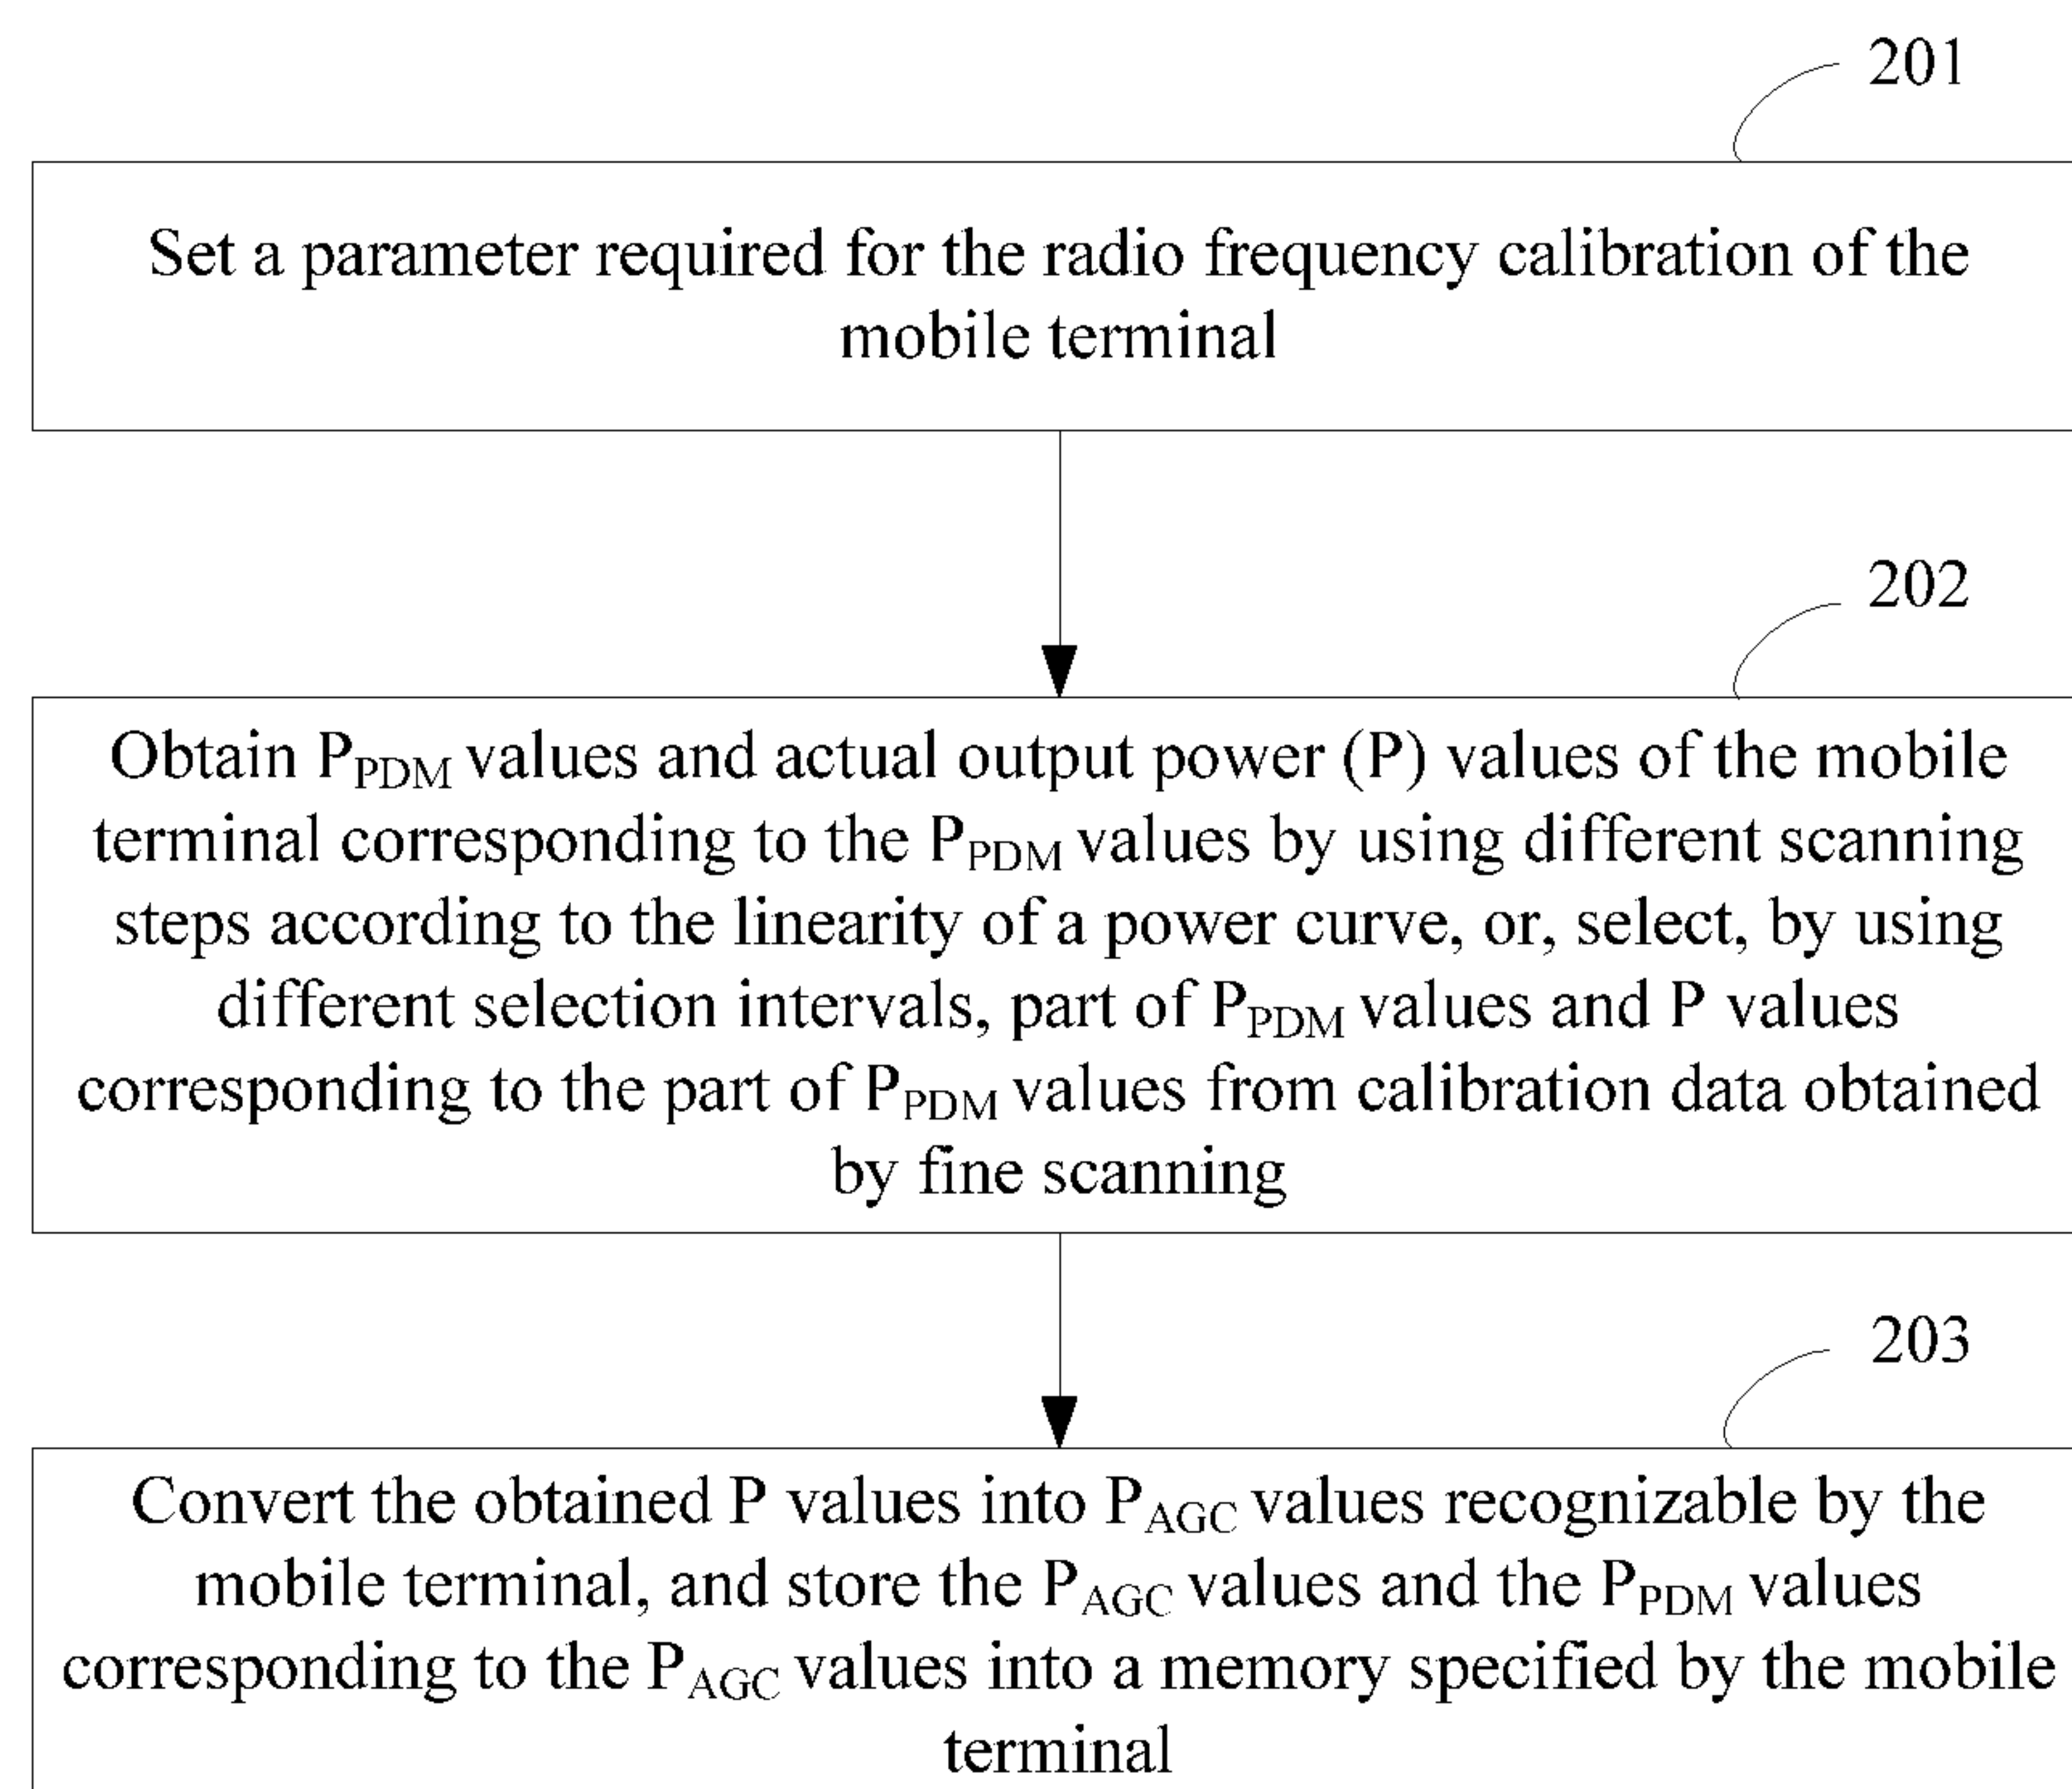 201
Set a parameter required for the radio frequency calibration of the
mobile terminal
202
Obtain PPDM values and actual output power (P) values of the mobile
terminal corresponding to the PPDM values by using different scanning
steps according to the linearity of a power curve, or, select, by using
different selection intervals, part of PPDM values and P values
corresponding to the part of PPDM values from calibration data obtained
by fine scanning
203
Convert the obtained P values into PAGC values recognizable by the
mobile terminal, and store the PAGC values and the PPDM values
corresponding to the PAGC values into a memory specified by the mobile
terminal